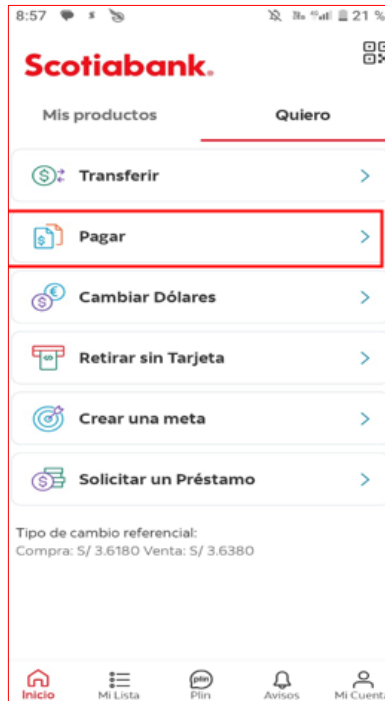 8:57 21 %
Scotiabank.
Mis productos Quiero
Transferir
Pagar
Cambiar Dólares
Retirar sin Tarjeta
Crear una meta
Solicitar un Préstamo
Tipo de cambio referencial:
Compra: S/ 3.6180 Venta: S/ 3.6380
plin
Inicio Mi Lista Plin Avisos Mi Cuenta